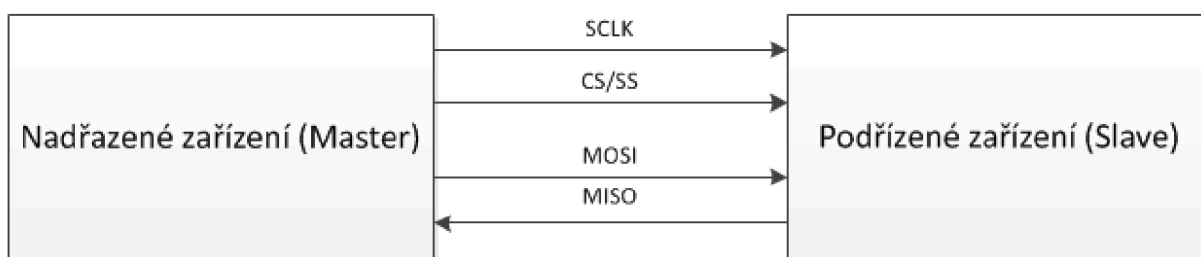 SCLK
CS/SS
Nadřazené zařízení (Master)
Podřízené zařízení (Slave)
MOSI
MISO